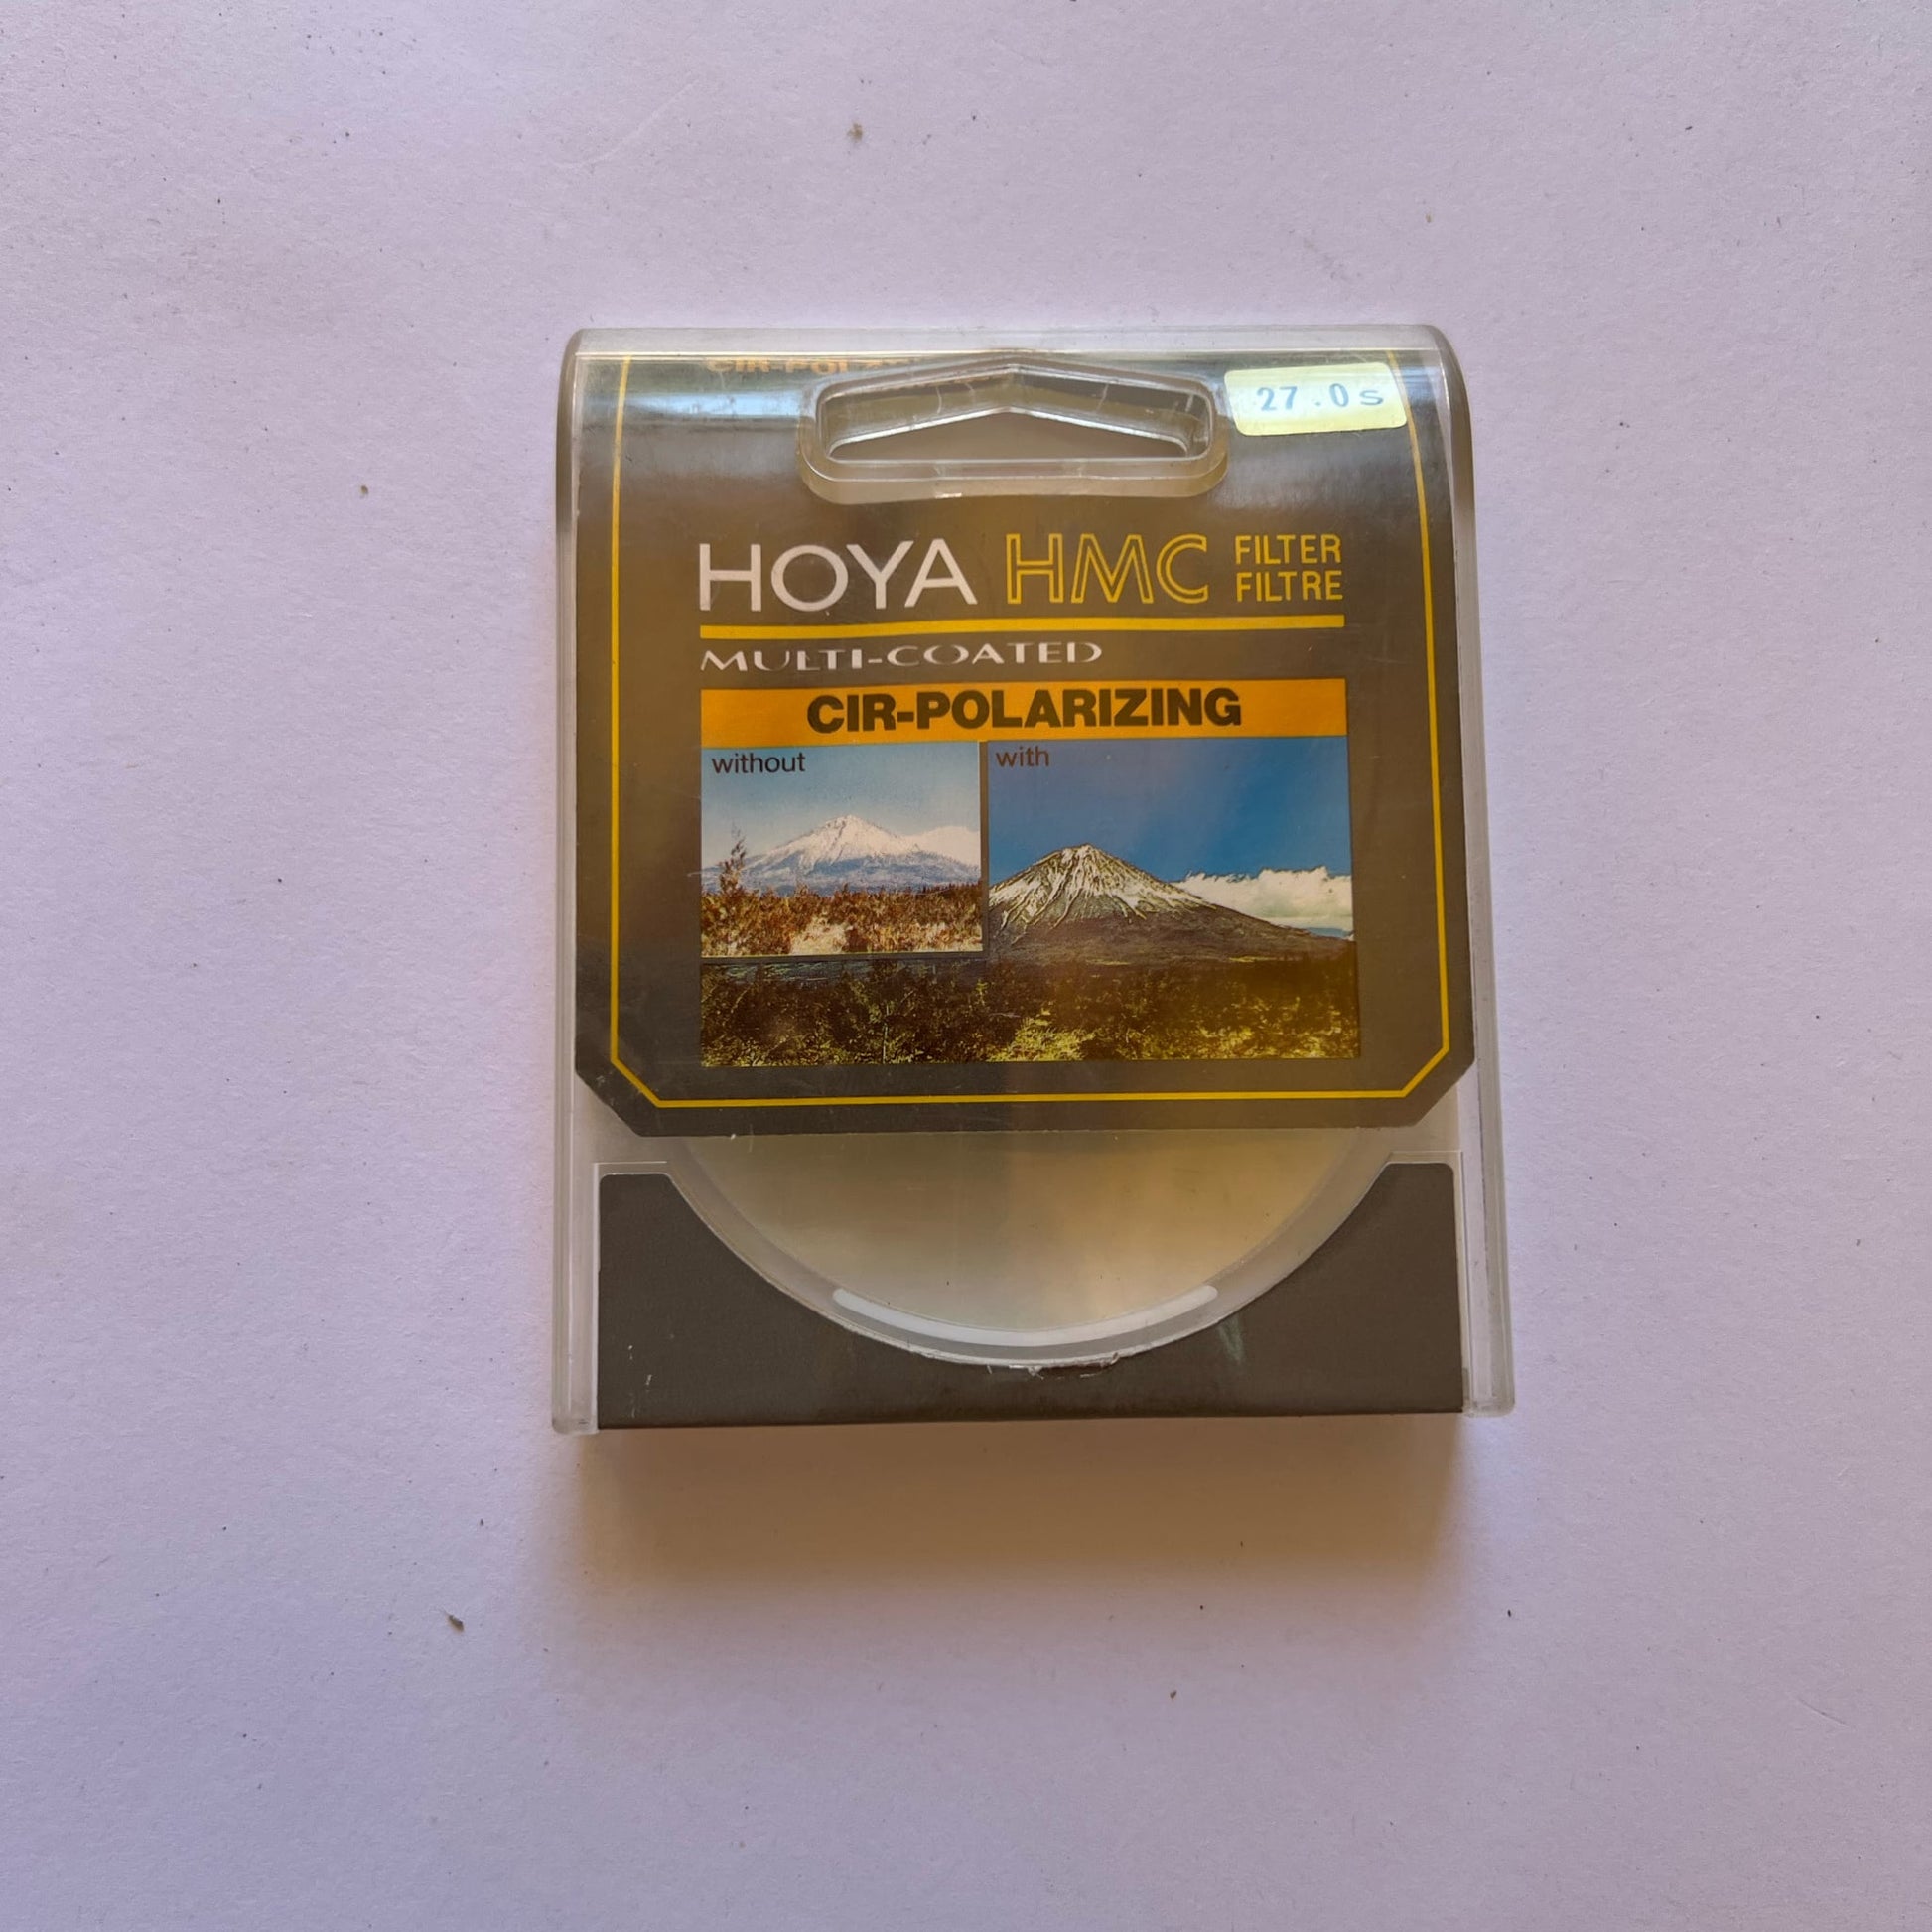 27.0s
HOYA HMC FILTER
FILTRE
MULTI-COATED
CIR-POLARIZING
without
with